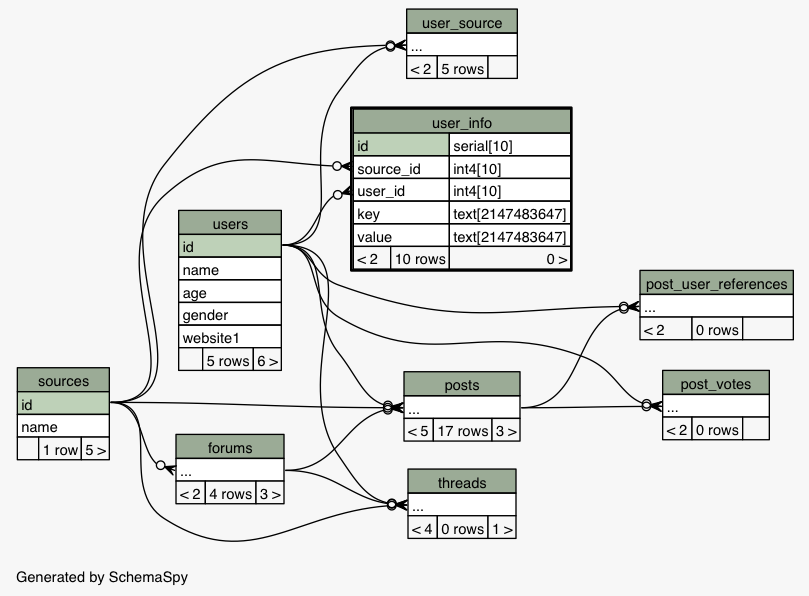 user_source
...
< 2 5 rows
user_info
id serial[10]
source_id int4[10]
user_id int4[10]
key text[2147483647]
value text[2147483647]
< 2 10 rows 0 >
users
id
name
age
gender
website1
5 rows 6 >
post_user_references
...
< 2 0 rows
sources
id
name
1 row 5 >
posts
...
< 5 17 rows 3 >
post_votes
...
< 2 0 rows
forums
...
< 2 4 rows 3 >
threads
...
< 4 0 rows 1 >
Generated by SchemaSpy